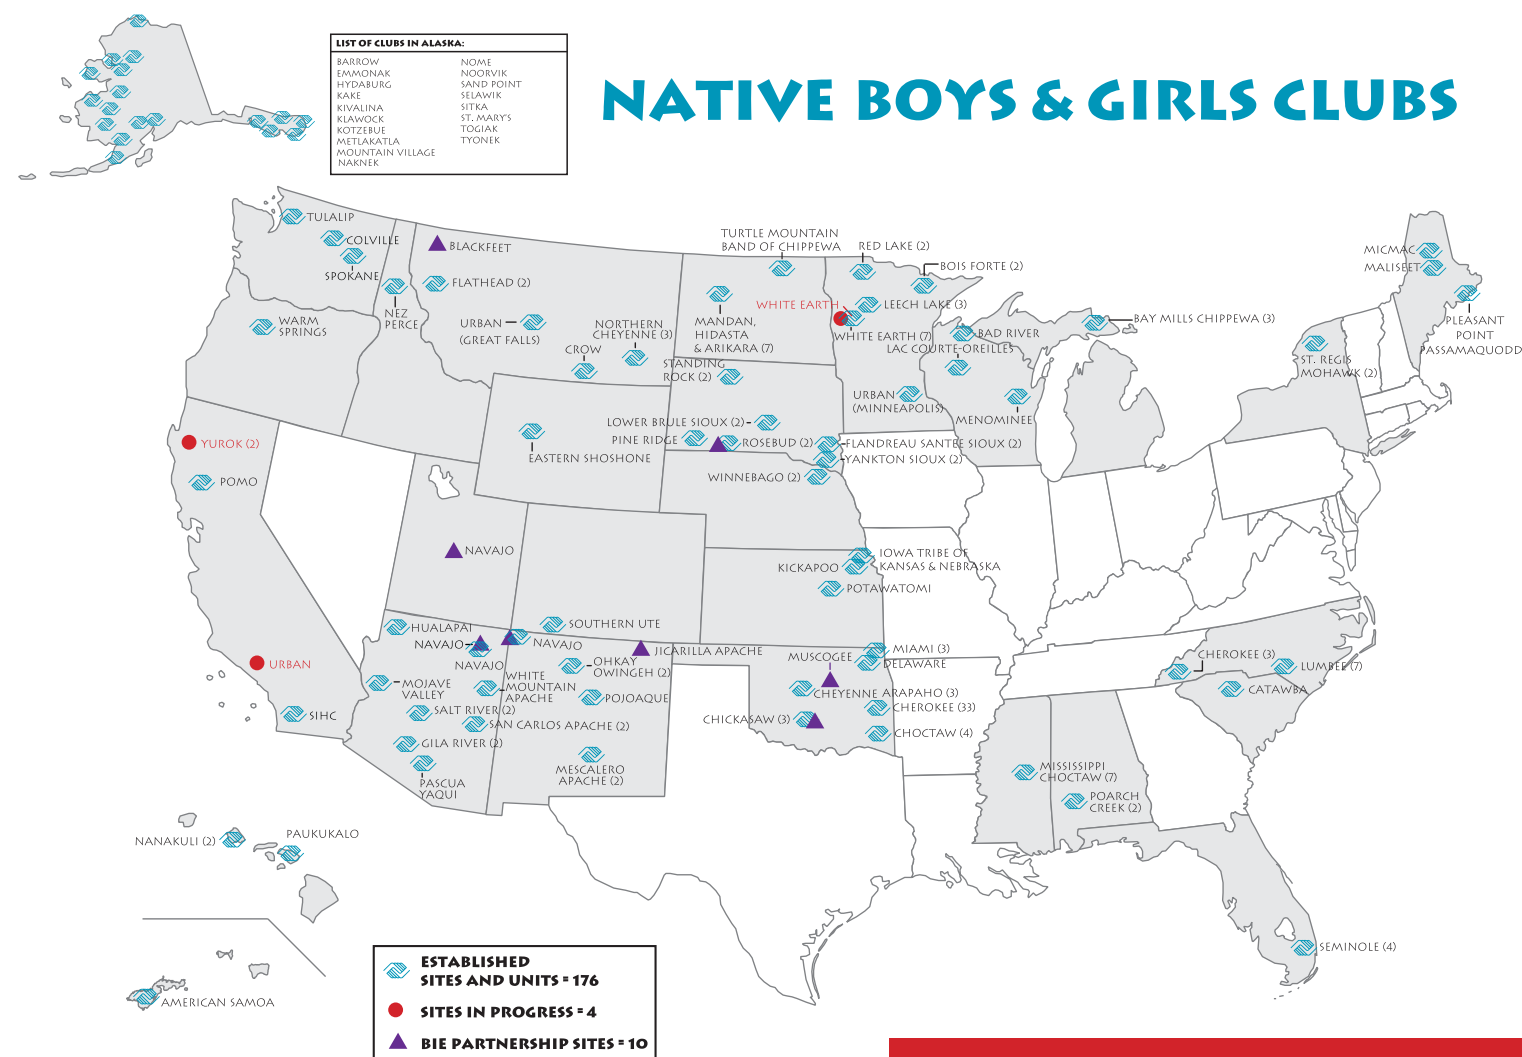 LIST OF CLUBS IN ALASKA:
BARROW
EMMONAK
HYDABURG
KAKE
KIVALINA
KLAWOCK
KOTZEBUE
METLAKATLA
MOUNTAIN VILLAGE
NAKNEK
NOME
NOORVIK
SAND POINT
SELAWIK
SITKA
ST. MARY'S
TOGIAK
TYONEK
NATIVE BOYS & GIRLS CLUBS
TULALIP
COLVILLE
SPOKANE
NEZ
PERCE
WARM
SPRINGS
BLACKFEET
FLATHEAD (2)
URBAN
(GREAT FALLS)
NORTHERN
CHEYENNE (3)
CROW
TURTLE MOUNTAIN
BAND OF CHIPPEWA
RED LAKE (2)
BOIS FORTE (2)
WHITE EARTH
LEECH LAKE (3)
MANDAN,
HIDASTA
& ARIKARA (7)
WHITE EARTH (7)
BAD RIVER
LAC COURTE-OREILLES
BAY MILLS CHIPPEWA (3)
MICMAC
MALISEET
PLEASANT
POINT
PASSAMAQUODD
ST. REGIS
MOHAWK (2)
STANDING
ROCK (2)
URBAN
(MINNEAPOLIS)
MENOMINEE
LOWER BRULE SIOUX (2)
PINE RIDGE
ROSEBUD (2)
FLANDREAU SANTEE SIOUX (2)
YANKTON SIOUX (2)
WINNEBAGO (2)
EASTERN SHOSHONE
YUROK (2)
POMO
NAVAJO
IOWA TRIBE OF
KANSAS & NEBRASKA
KICKAPOO
POTAWATOMI
HUALAPAI
NAVAJO
NAVAJO
SOUTHERN UTE
NAVAJO
JICARILLA APACHE
OHKAY
OWINGEH (2)
WHITE
MOUNTAIN
APACHE
POJOAQUE
URBAN
SIHC
MOJAVE
VALLEY
SALT RIVER (2)
SAN CARLOS APACHE (2)
GILA RIVER (2)
PASCUA
YAQUI
MESCALERO
APACHE (2)
MUSCOGEE
MIAMI (3)
DELAWARE
CHEYENNE ARAPAHO (3)
CHEROKEE (33)
CHICKASAW (3)
CHOCTAW (4)
CHEROKEE (3)
LUMBEE (7)
CATAWBA
MISSISSIPPI
CHOCTAW (7)
POARCH
CREEK (2)
SEMINOLE (4)
NANAKULI (2)
PAUKUKALO
AMERICAN SAMOA
ESTABLISHED
SITES AND UNITS = 176
SITES IN PROGRESS = 4
BIE PARTNERSHIP SITES = 10